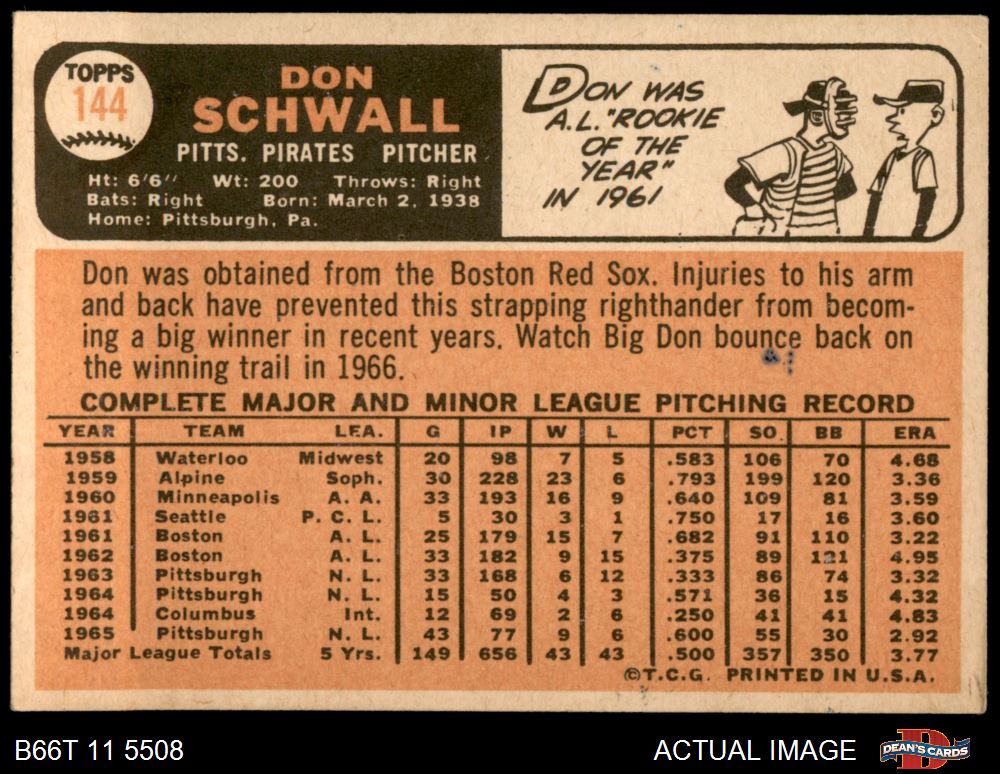 TOPPS
144
DON
SCHWALL
PITTS. PIRATES PITCHER
Ht: 6'6" Wt: 200 Throws: Right
Bats: Right Born: March 2, 1938
Home: Pittsburgh, Pa.
DON WAS
A.L. "ROOKIE
OF THE
YEAR"
IN 1961
Don was obtained from the Boston Red Sox. Injuries to his arm
and back have prevented this strapping righthander from becom-
ing a big winner in recent years. Watch Big Don bounce back on
the winning trail in 1966.
COMPLETE MAJOR AND MINOR LEAGUE PITCHING RECORD
YEAR TEAM LEA. G IP W L PCT SO BB ERA
1958 Waterloo Midwest 20 98 7 5 .583 106 70 4.68
1959 Alpine Soph. 30 228 23 6 .793 199 120 3.36
1960 Minneapolis A. A. 33 193 16 9 .640 109 81 3.59
1961 Seattle P. C. L. 5 30 3 1 .750 17 16 3.60
1961 Boston A. L. 25 179 15 7 .682 91 110 3.22
1962 Boston A. L. 33 182 9 15 .375 89 121 4.95
1963 Pittsburgh N. L. 33 168 6 12 .333 86 74 3.32
1964 Pittsburgh N. L. 15 50 4 3 .571 36 15 4.32
1964 Columbus Int. 12 69 2 6 .250 41 41 4.83
1965 Pittsburgh N. L. 43 77 9 6 .600 55 30 2.92
Major League Totals 5 Yrs. 149 656 43 43 .500 357 350 3.77
©T.C.G. PRINTED IN U.S.A.
B66T 11 5508
ACTUAL IMAGE
DEAN'S CARDS